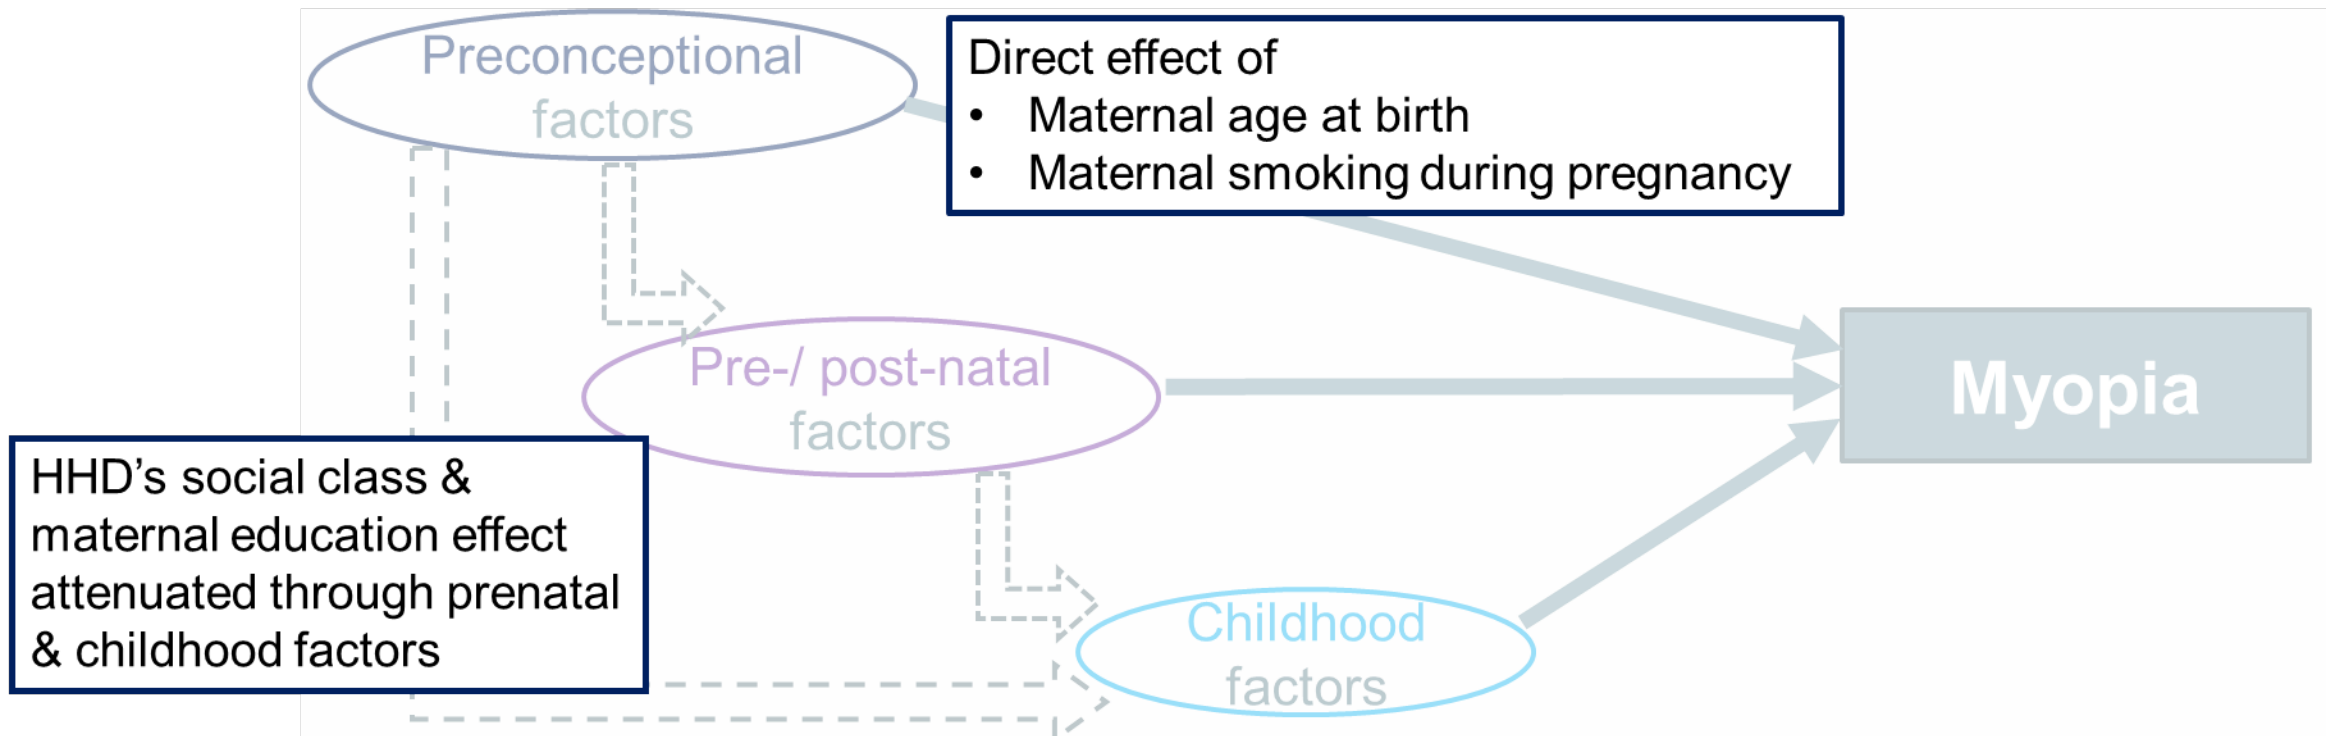 Preconceptional
factors
Direct effect of
• Maternal age at birth
• Maternal smoking during pregnancy
Pre-/ post-natal
factors
Myopia
HHD’s social class &
maternal education effect
attenuated through prenatal
& childhood factors
Childhood
factors